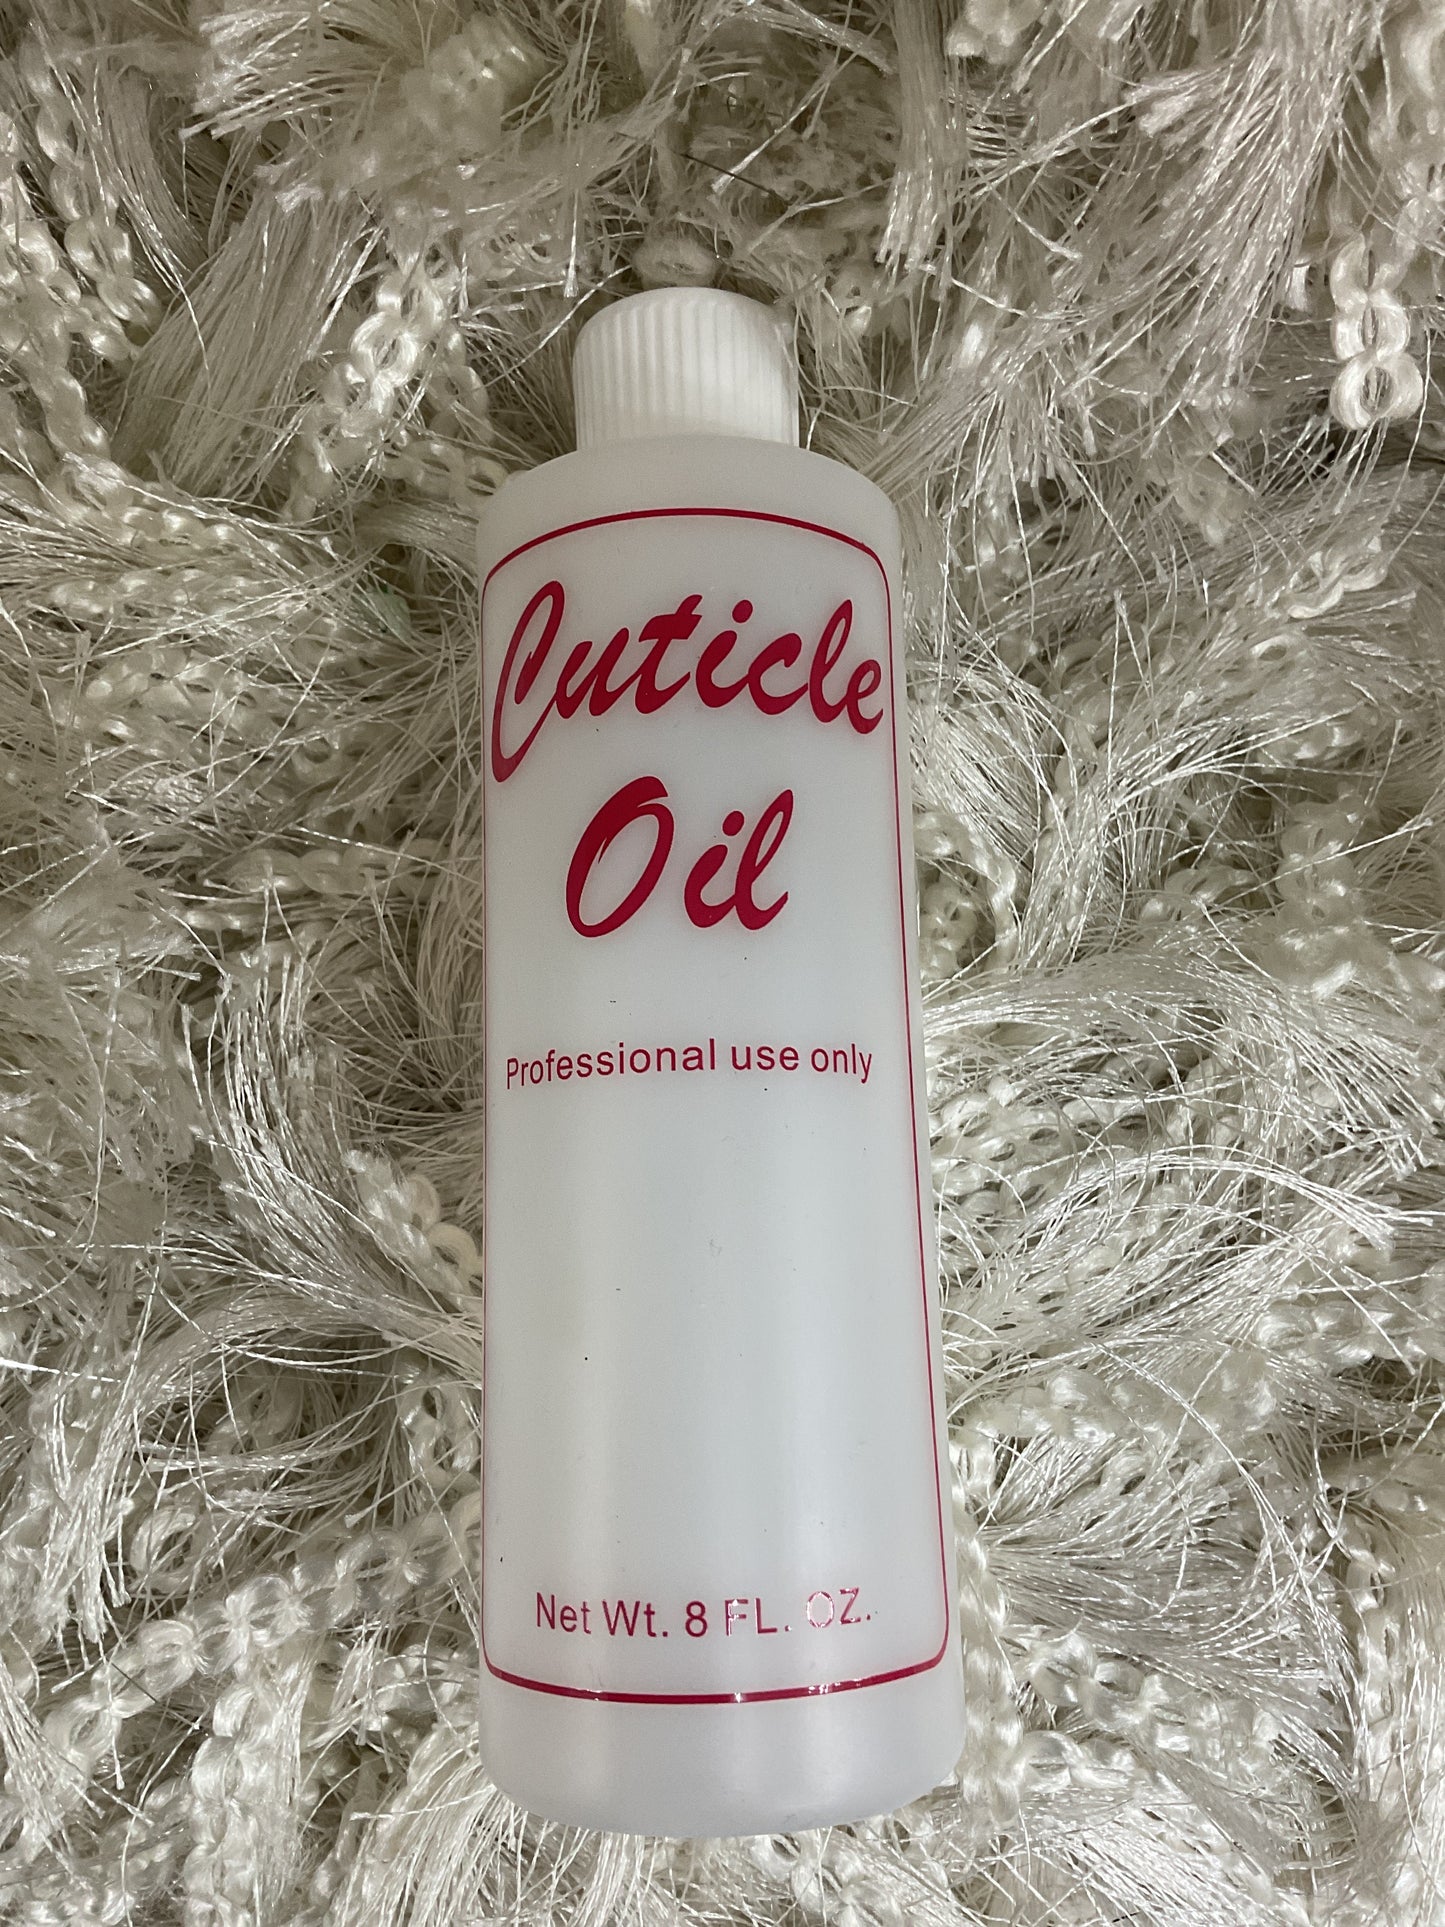 Cuticle
Oil
Professional use only
Net Wt. 8 FL. OZ.